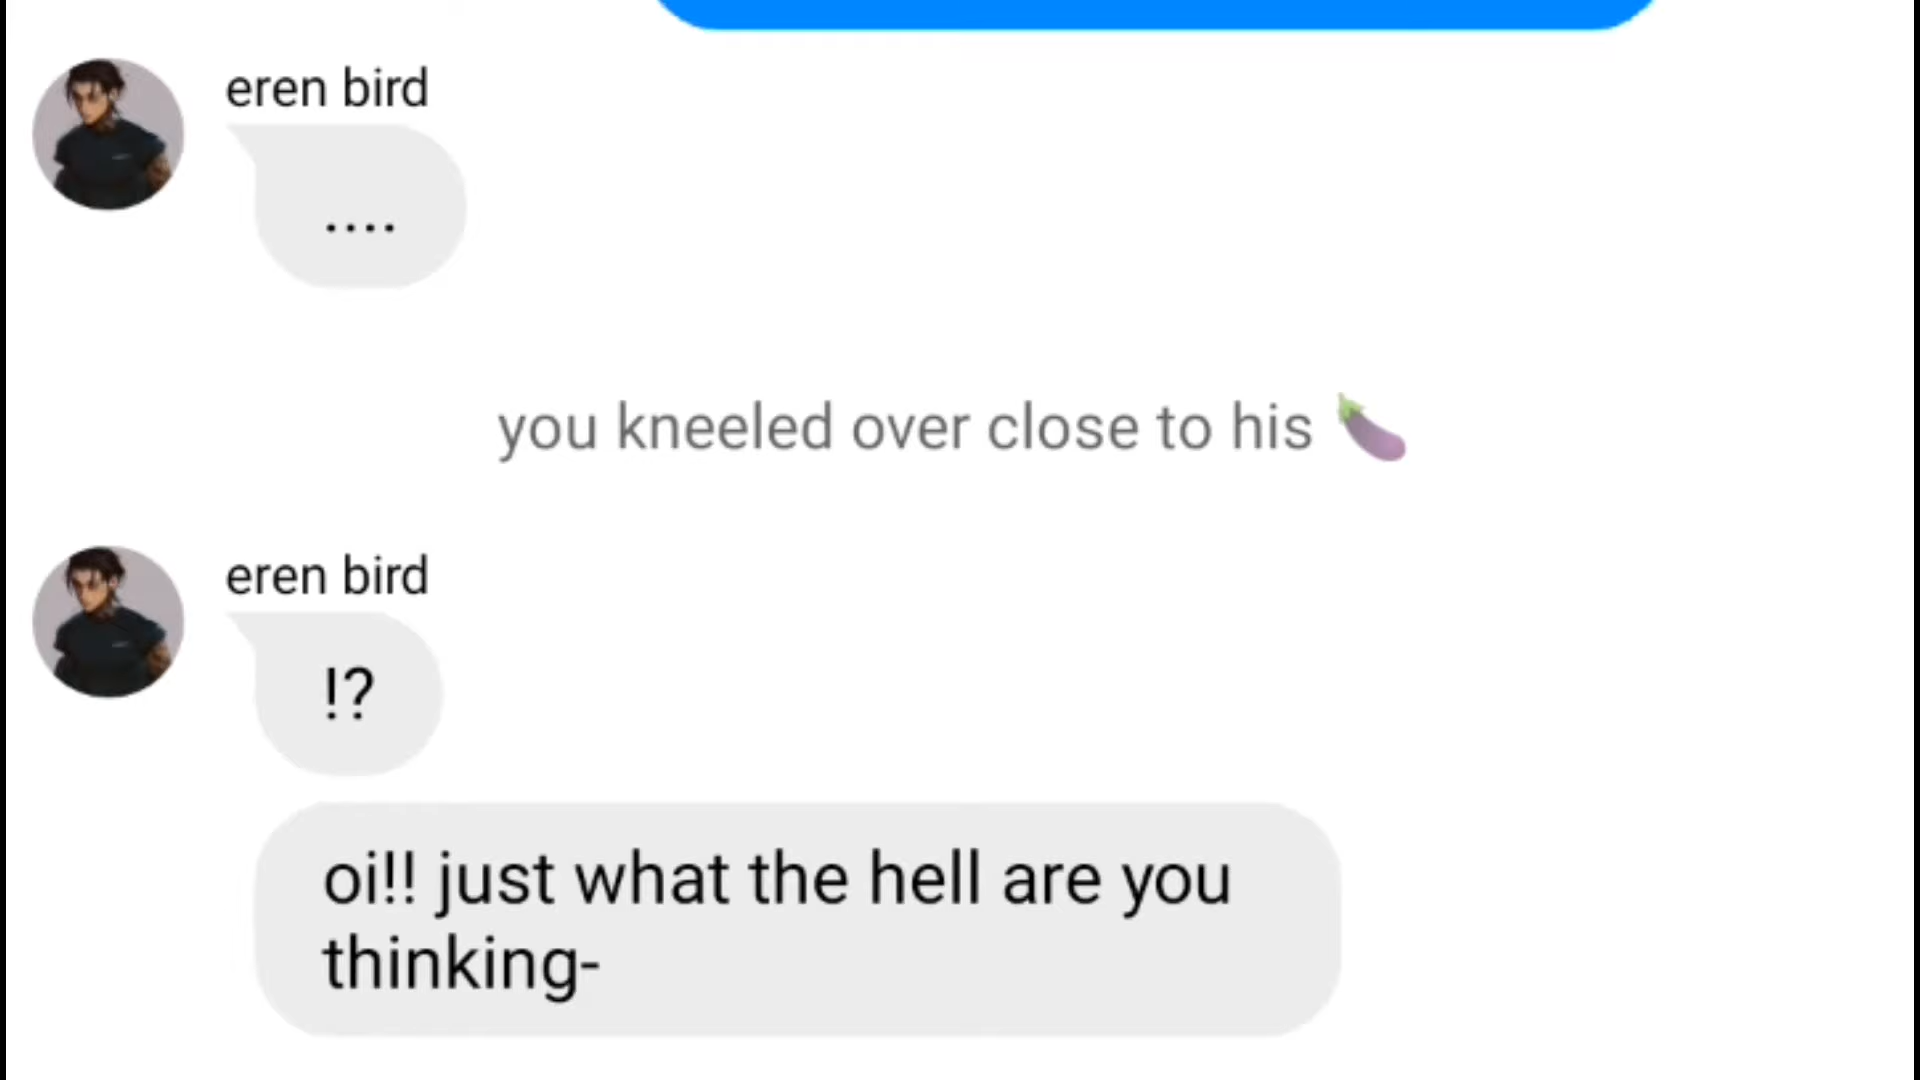 eren bird
....
you kneeled over close to his 🍆
eren bird
!?
oi!! just what the hell are you
thinking-